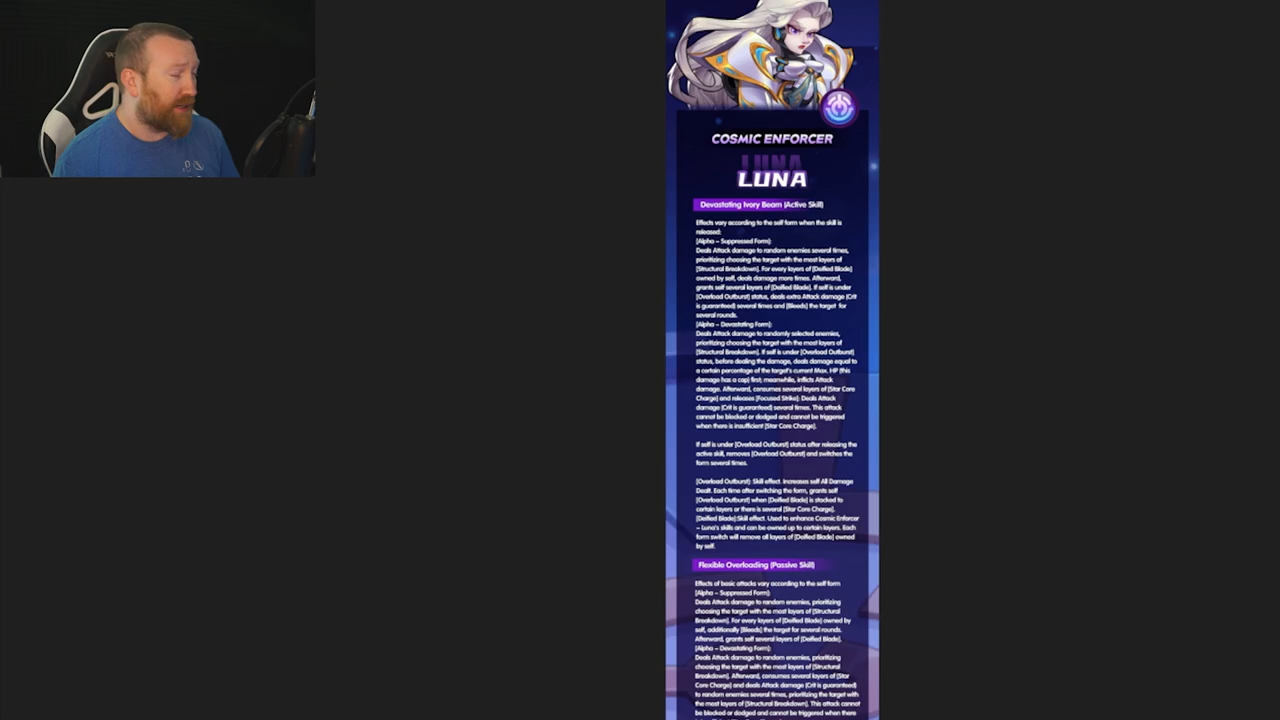 COSMIC ENFORCER
LUNA
Devastating Ivory Beam (Active Skill)
Effects vary according to the self form when the skill is
released:
[Alpha – Suppressed Form]:
Deals Attack damage to random enemies several times,
prioritizing choosing the target with the most layers of
[Structural Breakdown]. For every layers of [Deified Blade]
owned by self, deals damage more times. Afterward,
grants self several layers of [Deified Blade]. If self is under
[Overload Outburst] status, deals extra Attack damage (Crit
is guaranteed) several times and [Bleeds] the target for
several rounds.
[Alpha – Devastating Form]:
Deals Attack damage to randomly selected enemies,
prioritizing choosing the target with the most layers of
[Structural Breakdown]. If self is under [Overload Outburst]
status, before dealing the damage, deals damage equal to
a certain percentage of the target's current Max. HP (this
damage has a cap) first; meanwhile, inflicts Attack
damage. Afterward, consumes several layers of [Star Core
Charge] and releases [Focused Strike]: Deals Attack
damage (Crit is guaranteed) several times. This attack
cannot be blocked or dodged and cannot be triggered
when there is insufficient [Star Core Charge].
If self is under [Overload Outburst] status after releasing the
active skill, removes [Overload Outburst] and switches the
form several times.
[Overload Outburst]: Skill effect. Increases self All Damage
Dealt. Each time after switching the form, grants self
[Overload Outburst] when [Deified Blade] is stacked to
certain layers or there is several [Star Core Charge].
[Deified Blade]:Skill effect. Used to enhance Cosmic Enforcer
– Luna's skills and can be owned up to certain layers. Each
form switch will remove all layers of [Deified Blade] owned
by self.
Flexible Overloading (Passive Skill)
Effects of basic attacks vary according to the self form
[Alpha – Suppressed Form]:
Deals Attack damage to random enemies, prioritizing
choosing the target with the most layers of [Structural
Breakdown]. For every layers of [Deified Blade] owned by
self, additionally [Bleeds] the target for several rounds.
Afterward, grants self several layers of [Deified Blade].
[Alpha – Devastating Form]:
Deals Attack damage to random enemies, prioritizing
choosing the target with the most layers of [Structural
Breakdown]. Afterward, consumes several layers of [Star
Core Charge] and deals Attack damage (Crit is guaranteed)
to random enemies several times, prioritizing the target with
the most layers of [Structural Breakdown]. This attack cannot
be blocked or dodged and cannot be triggered when there